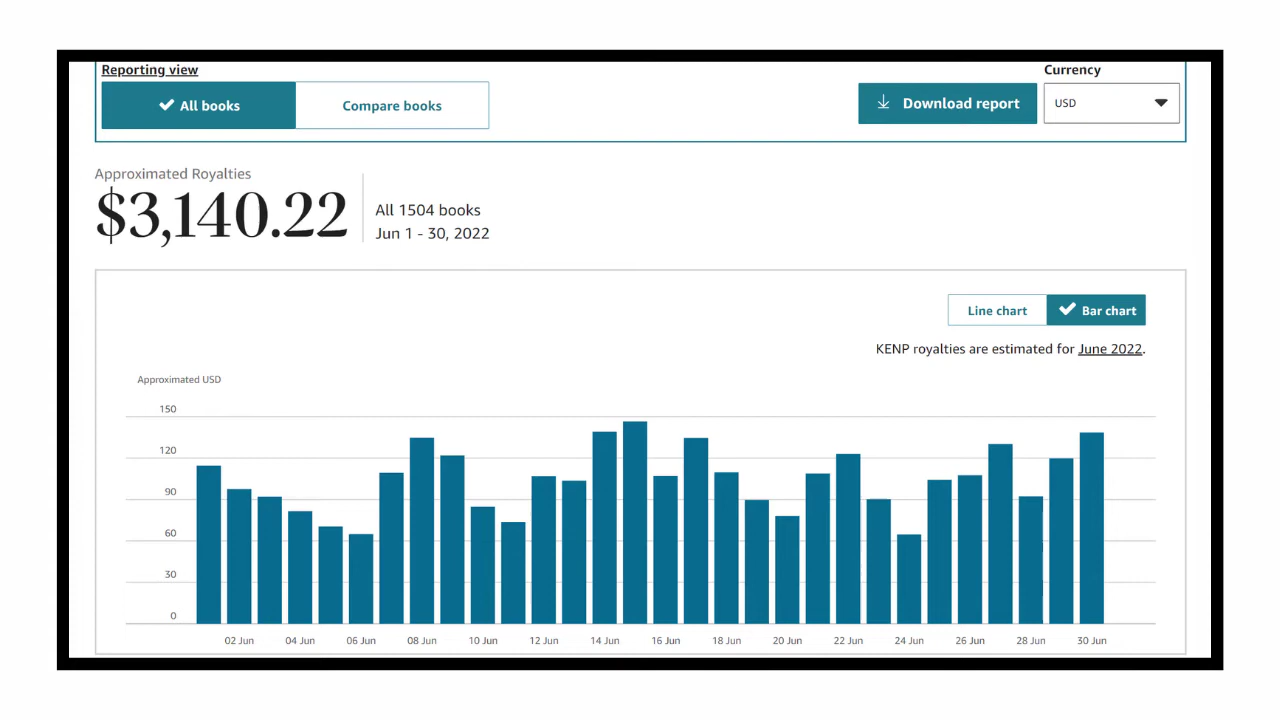 Reporting view
Currency
All books
Compare books
Download report
USD
Approximated Royalties
$3,140.22
All 1504 books
Jun 1 - 30, 2022
Line chart
Bar chart
KENP royalties are estimated for June 2022.
Approximated USD
150
120
90
60
30
0
02 Jun 04 Jun 06 Jun 08 Jun 10 Jun 12 Jun 14 Jun 16 Jun 18 Jun 20 Jun 22 Jun 24 Jun 26 Jun 28 Jun 30 Jun